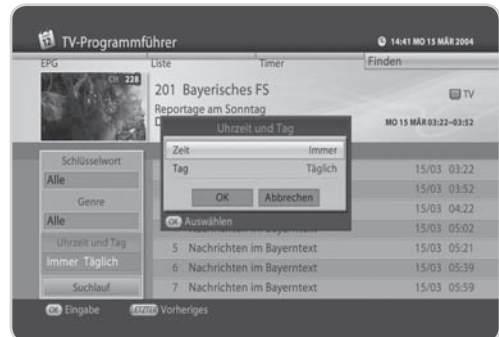 TV-Programmführer
14:41 MO 15 MÄR 2004
EPG Liste Timer Finden
CH 228
201 Bayerisches FS
TV
Reportage am Sonntag
MO 15 MÄR 03:22~03:52
Uhrzeit und Tag
Zeit Immer
Tag Täglich
OK Abbrechen
OK Auswählen
Schlüsselwort
Alle
Genre
Alle
Uhrzeit und Tag
Immer Täglich
Suchlauf
15/03 03:22
15/03 03:52
15/03 04:22
15/03 05:02
5 Nachrichten im Bayerntext 15/03 05:21
6 Nachrichten im Bayerntext 15/03 05:39
7 Nachrichten im Bayerntext 15/03 05:59
OK Eingabe LETZTER Vorheriges